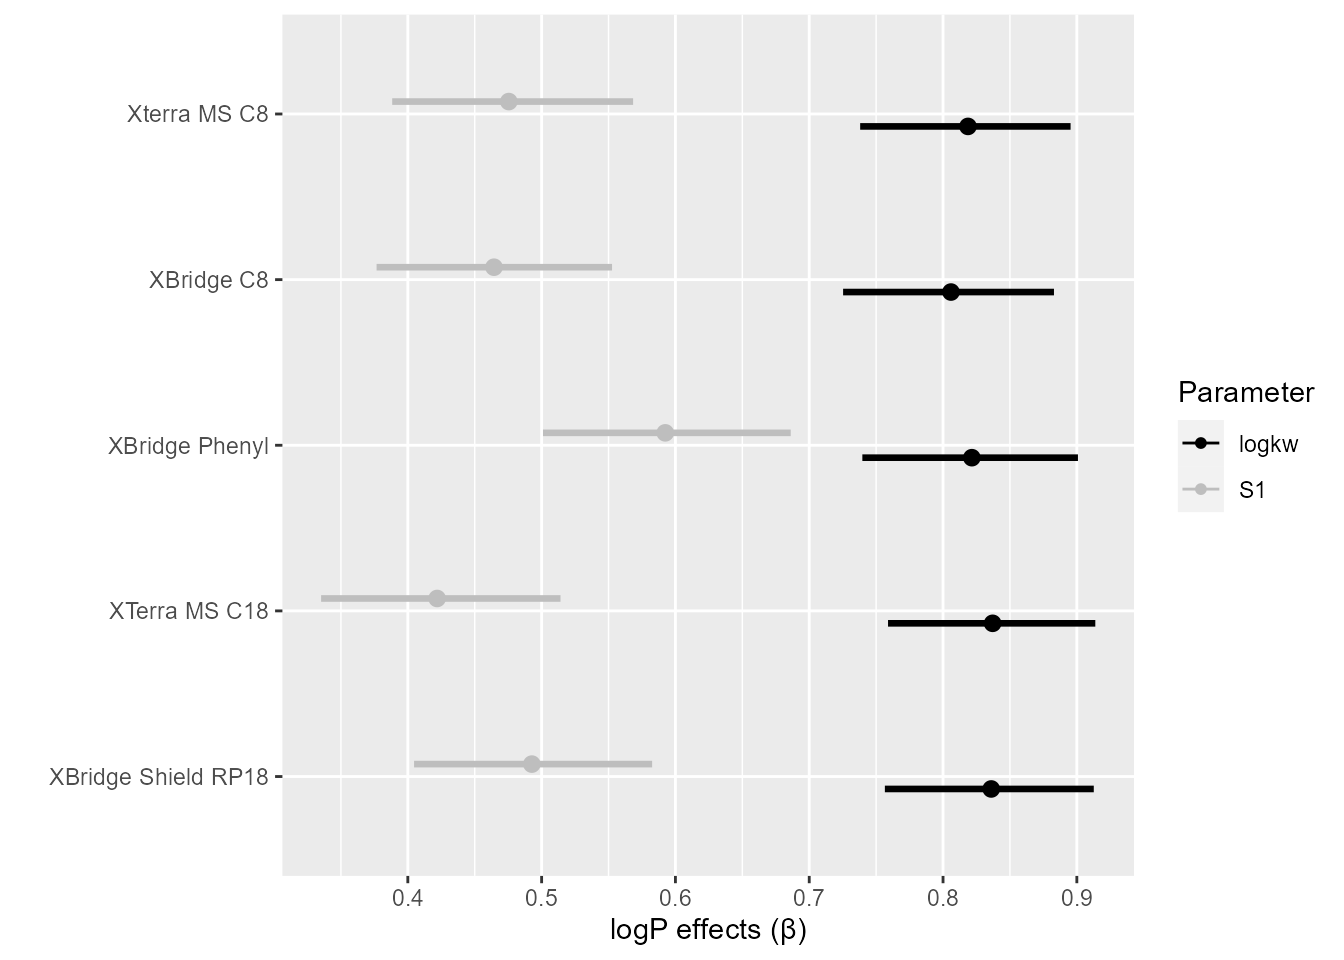 Xterra MS C8
XBridge C8
XBridge Phenyl
XTerra MS C18
XBridge Shield RP18
0.4 0.5 0.6 0.7 0.8 0.9
logP effects (β)
Parameter
logkw
S1